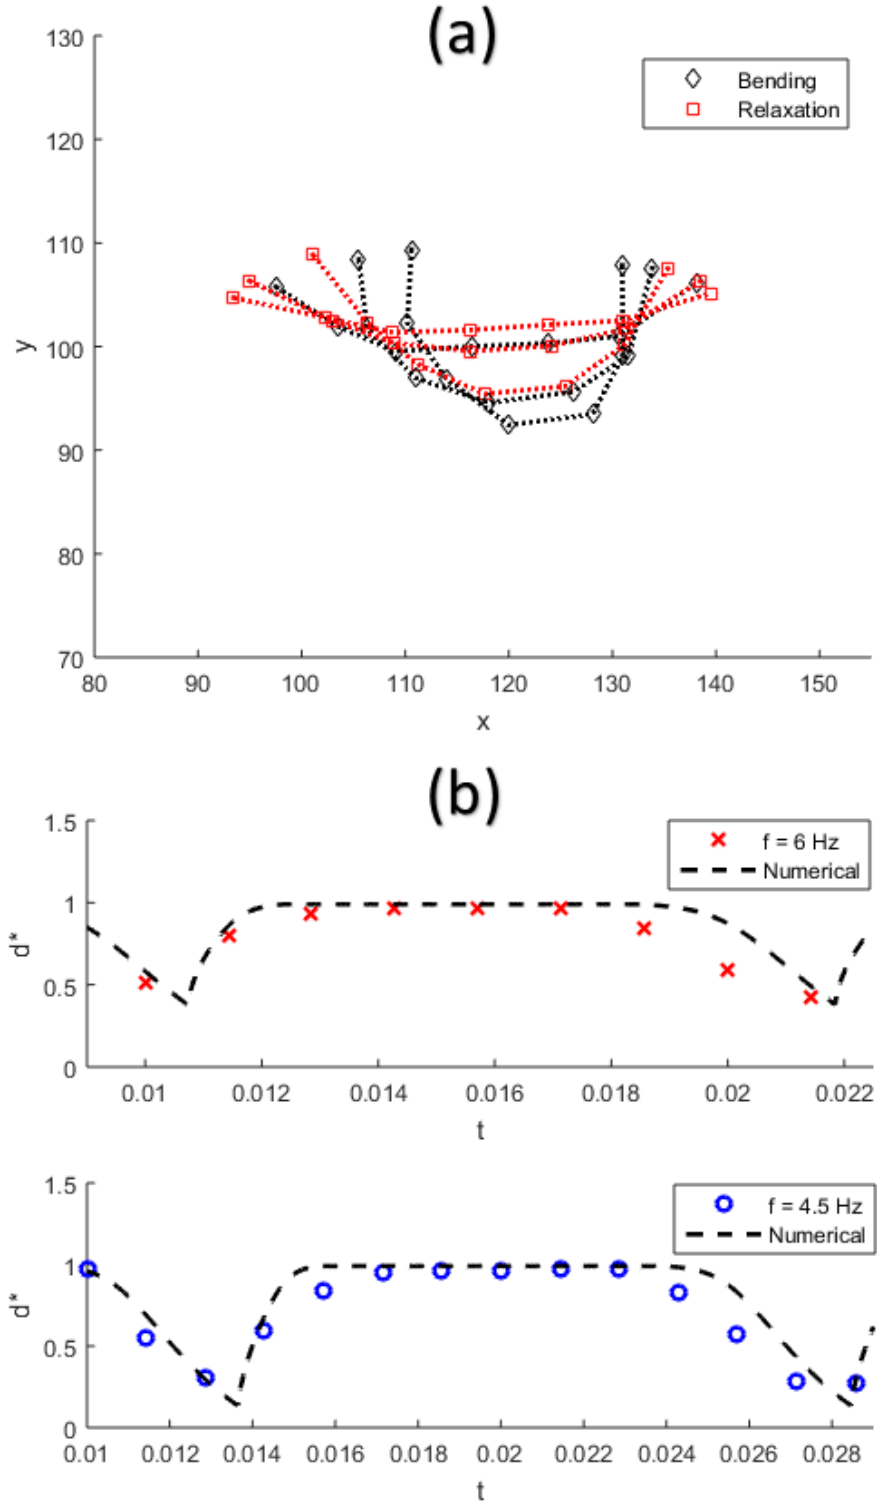 (a)
130
120
110
100
90
80
70
y
80 90 100 110 120 130 140 150
x
Bending
Relaxation
(b)
1.5
1
0.5
0
d*
0.01 0.012 0.014 0.016 0.018 0.02 0.022
t
f = 6 Hz
Numerical
1.5
1
0.5
0
d*
0.01 0.012 0.014 0.016 0.018 0.02 0.022 0.024 0.026 0.028
t
f = 4.5 Hz
Numerical